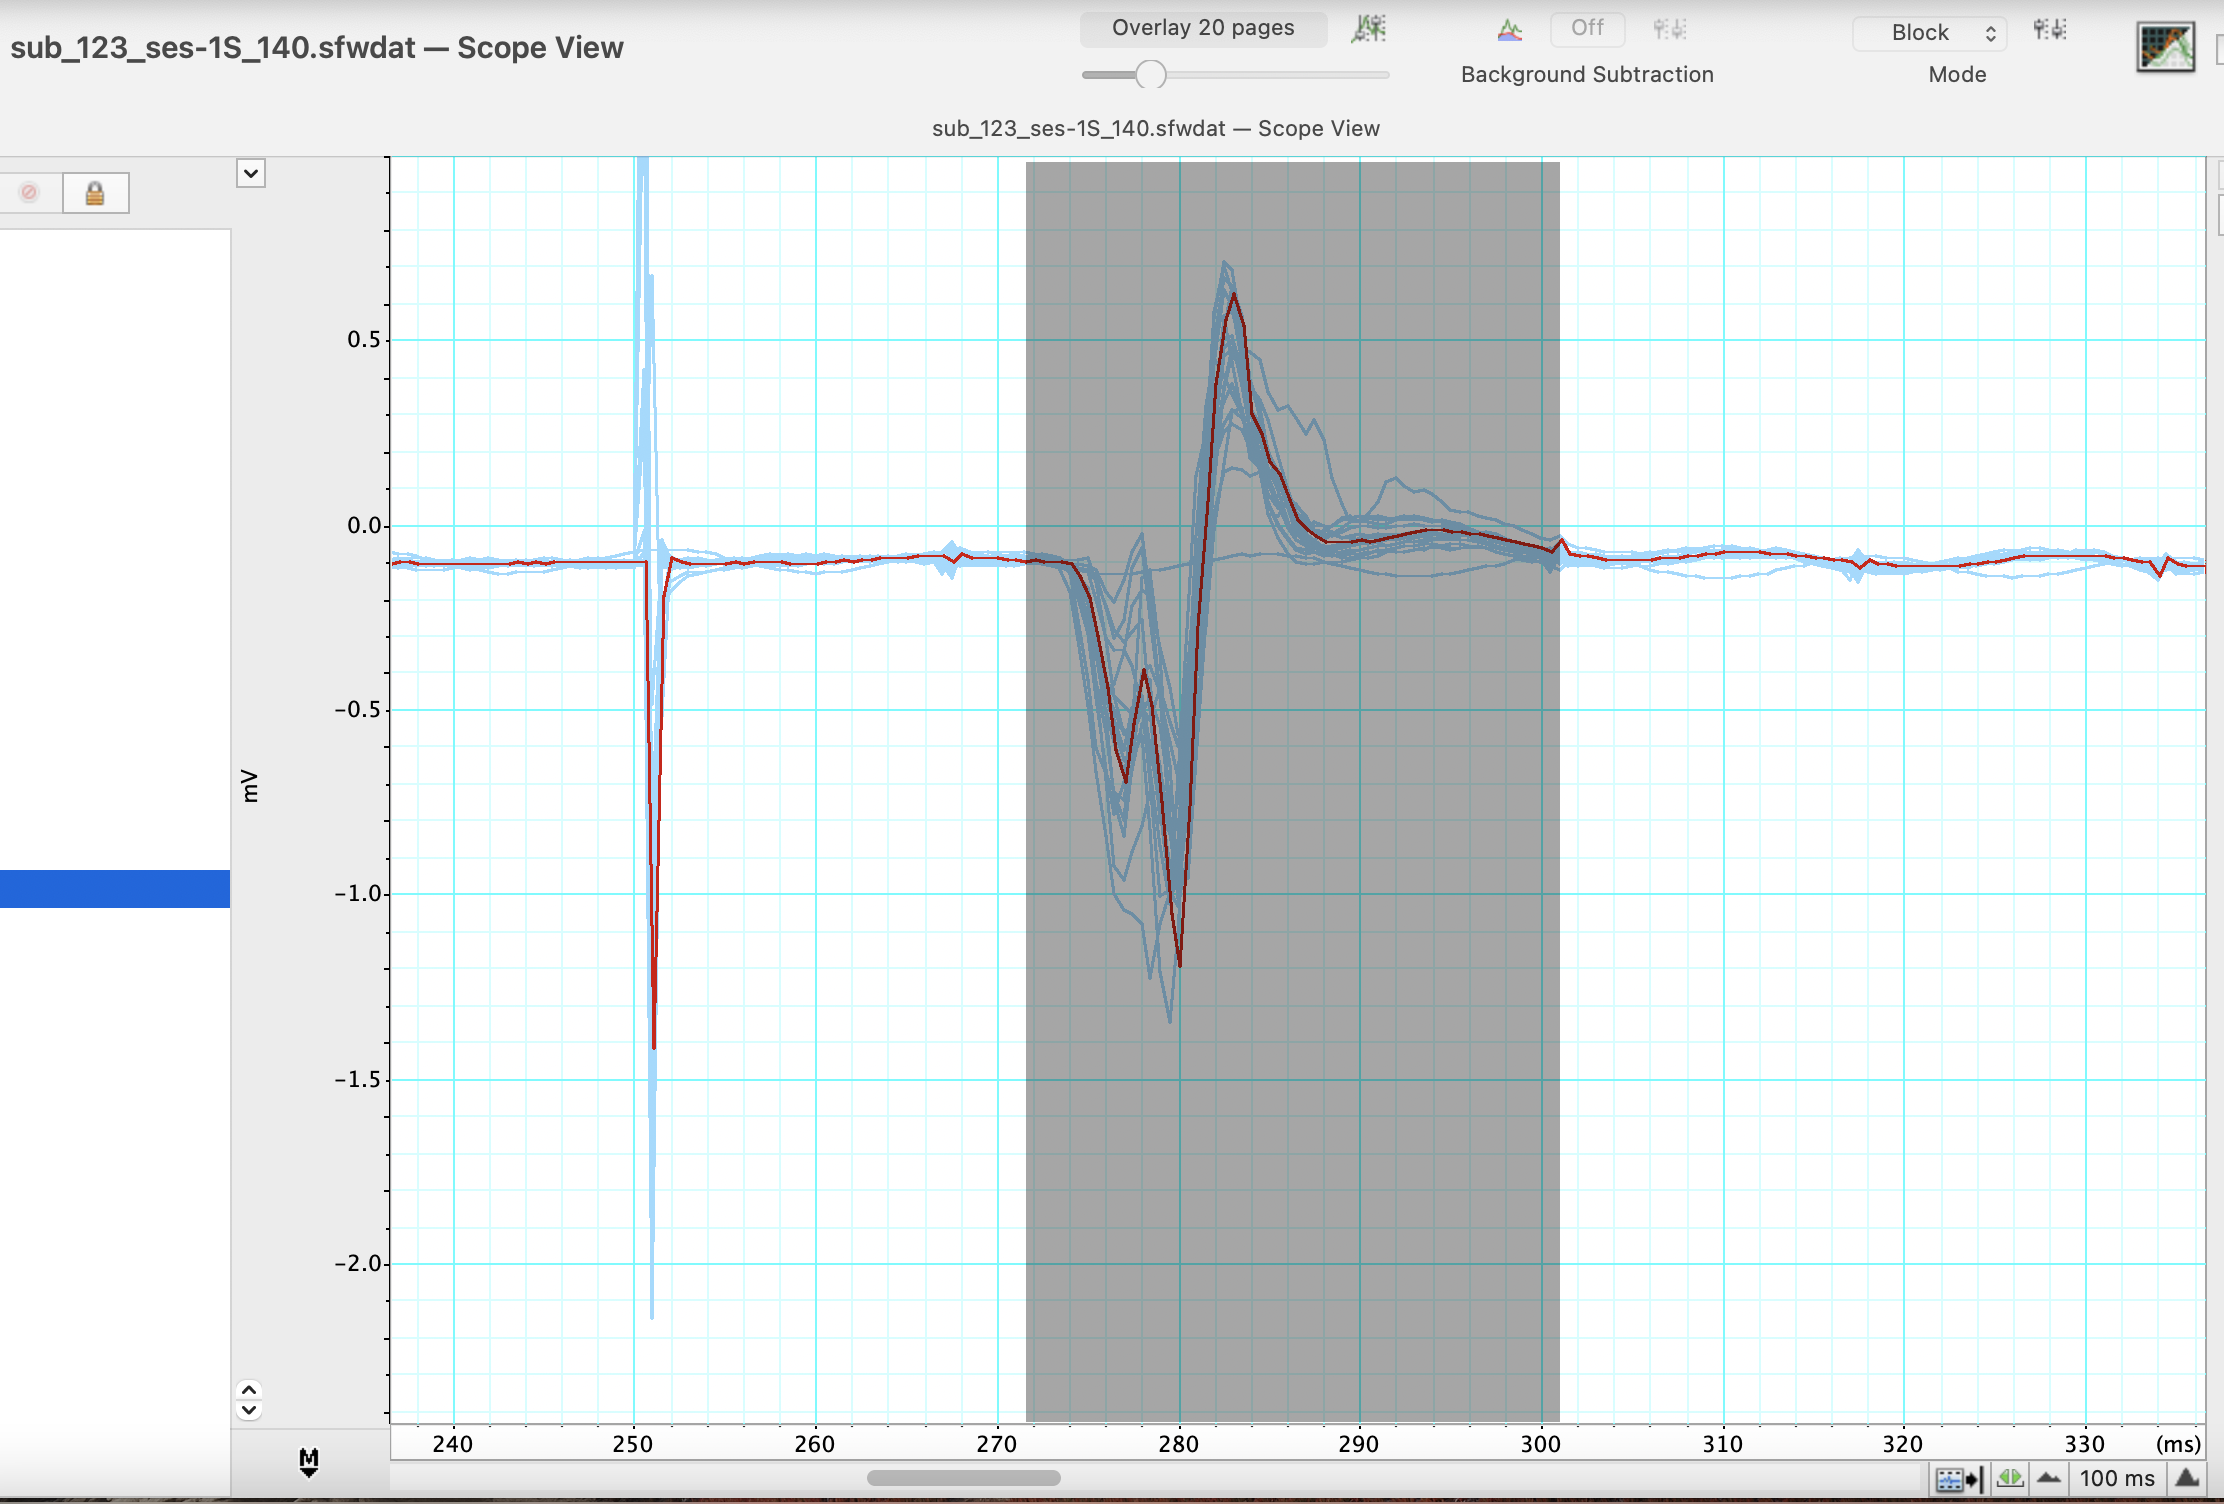 sub_123_ses-1S_140.sfwdat — Scope View
Overlay 20 pages
Off
Background Subtraction
Block
Mode
sub_123_ses-1S_140.sfwdat — Scope View
0.5
0.0
−0.5
mV
−1.0
−1.5
−2.0
240 250 260 270 280 290 300 310 320 330 (ms)
M
100 ms